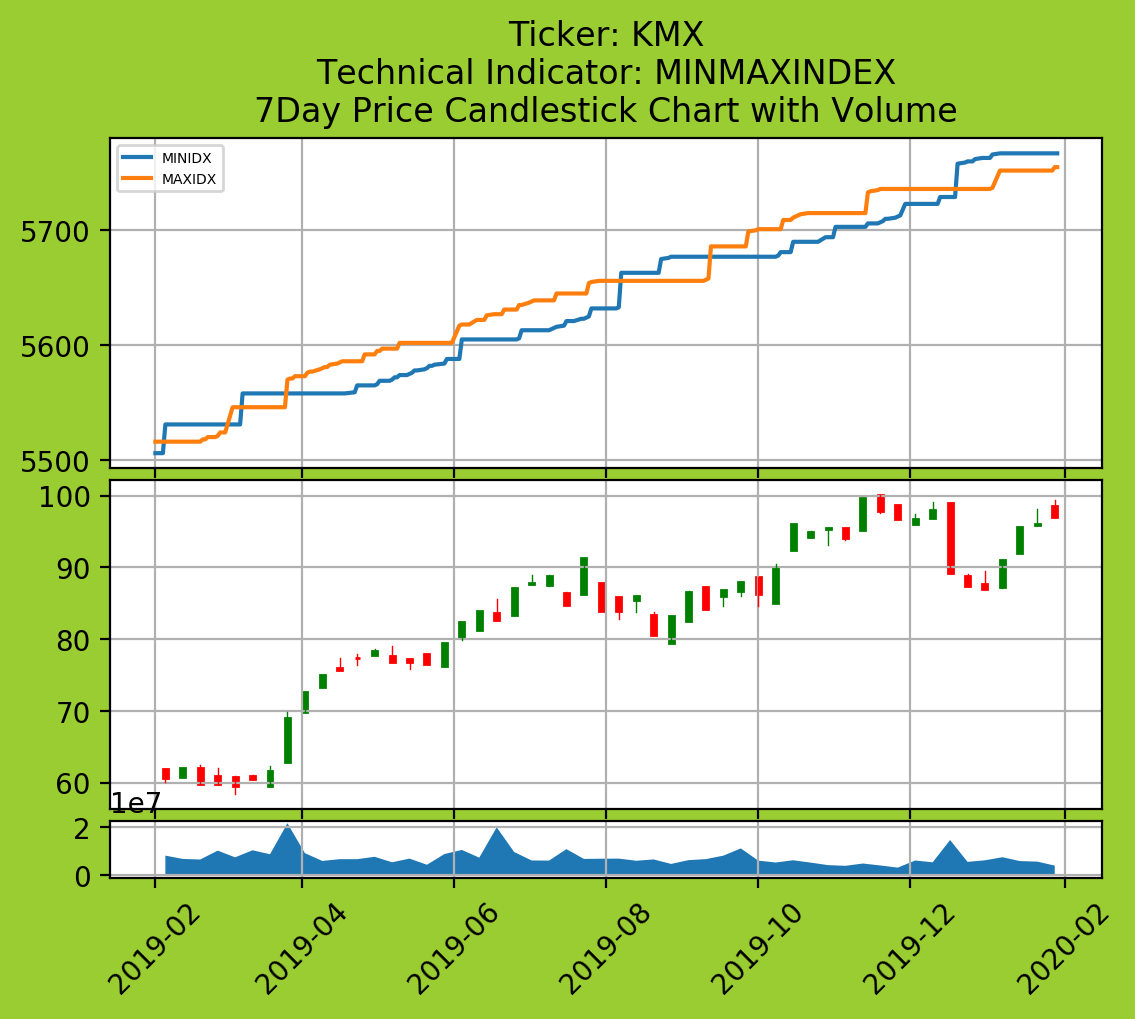 Ticker: KMX
Technical Indicator: MINMAXINDEX
7Day Price Candlestick Chart with Volume
MINIDX
MAXIDX
5700
5600
5500
100
90
80
70
60
1e7
2
0
2019-02
2019-04
2019-06
2019-08
2019-10
2019-12
2020-02